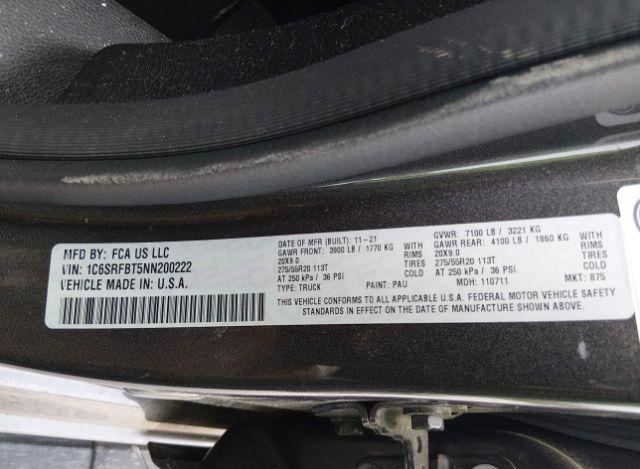 MFD BY: FCA US LLC
VIN: 1C6SRFBT5NN200222
VEHICLE MADE IN: U.S.A.
DATE OF MFR (BUILT): 11-21
GAWR FRONT: 3900 LB / 1770 KG
20X9.0
275/55R20 113T
AT 250 kPa / 36 PSI
TYPE: TRUCK
WITH
TIRES
RIMS AT
PAINT: PAU
GVWR: 7100 LB / 3221 KG
GAWR REAR: 4100 LB / 1860 KG
20X9.0
275/55R20 113T
AT 250 kPa / 36 PSI
MDH: 110711
WITH
TIRES
RIMS AT
MKT: 875
THIS VEHICLE CONFORMS TO ALL APPLICABLE U.S.A. FEDERAL MOTOR VEHICLE SAFETY
STANDARDS IN EFFECT ON THE DATE OF MANUFACTURE SHOWN ABOVE.